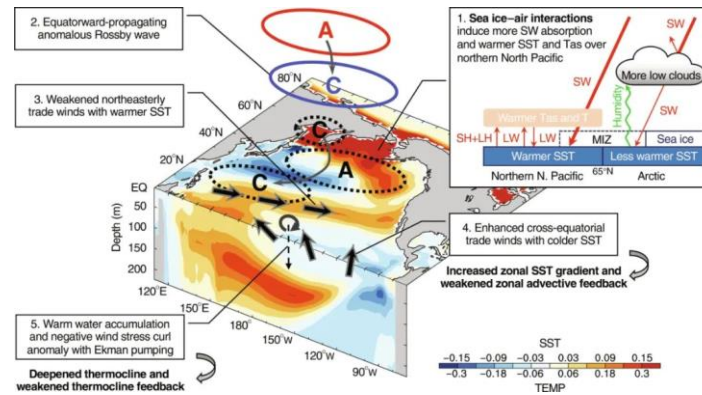 2. Equatorward-propagating
anomalous Rossby wave
A
C
80°N
60°N
40°N
20°N
EQ
3. Weakened northeasterly
trade winds with warmer SST
C
A
C
1. Sea ice–air interactions
induce more SW absorption
and warmer SST and Tas over
northern North Pacific
SW
More low clouds
SW
Humidity
Warmer Tas and T
SH+LH
LW
LW
MIZ
Sea ice
Warmer SST
Less warmer SST
Northern N. Pacific
65°N
Arctic
Depth (m)
50
100
150
200
120°E
150°E
180°W
150°W
120°W
90°W
4. Enhanced cross-equatorial
trade winds with colder SST
Increased zonal SST gradient and
weakened zonal advective feedback
5. Warm water accumulation
and negative wind stress curl
anomaly with Ekman pumping
Deepened thermocline and
weakened thermocline feedback
SST
-0.15 -0.09 -0.03 0.03 0.09 0.15
-0.3 -0.18 -0.06 0.06 0.18 0.3
TEMP